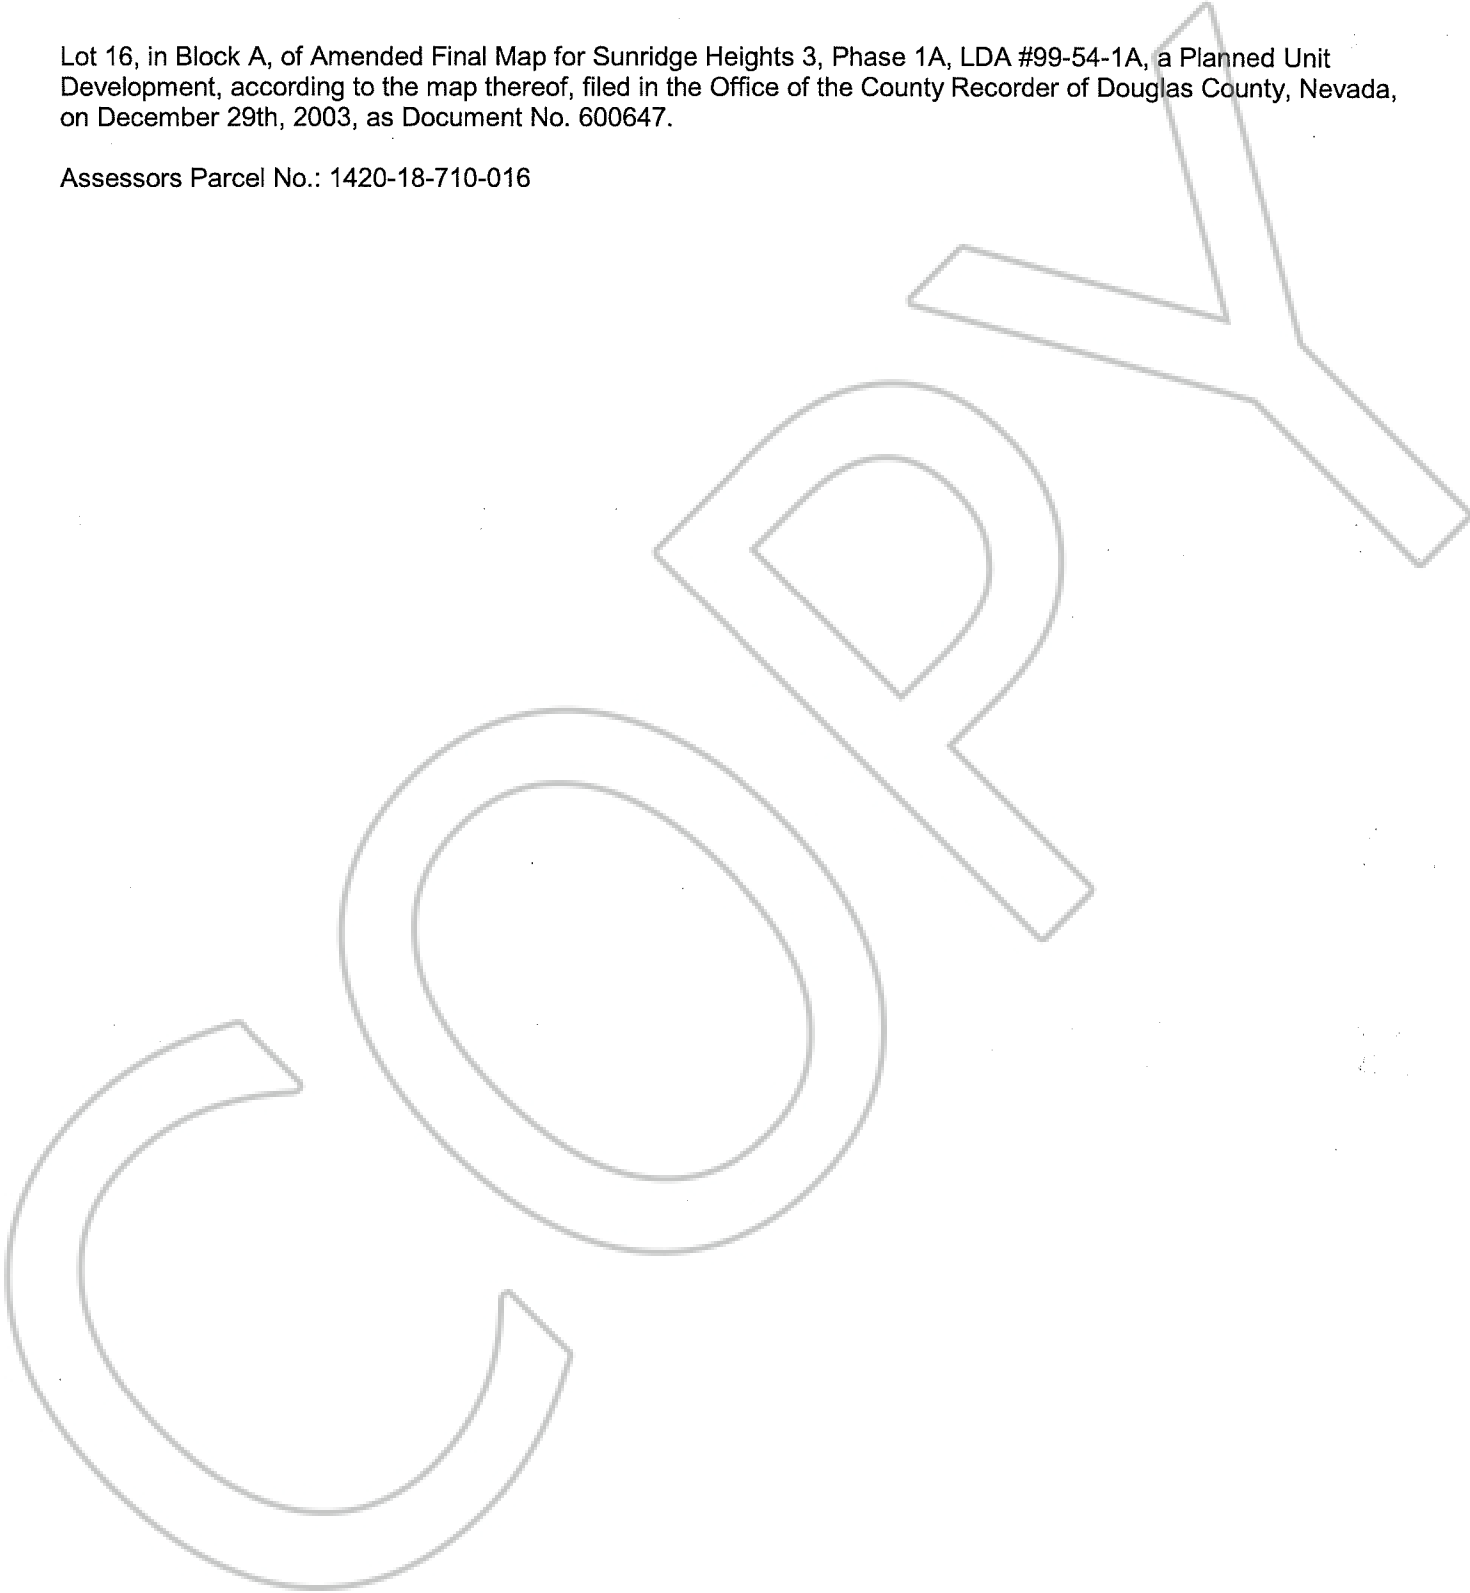 Lot 16, in Block A, of Amended Final Map for Sunridge Heights 3, Phase 1A, LDA #99-54-1A, a Planned Unit
Development, according to the map thereof, filed in the Office of the County Recorder of Douglas County, Nevada,
on December 29th, 2003, as Document No. 600647.
Assessors Parcel No.: 1420-18-710-016
COPY